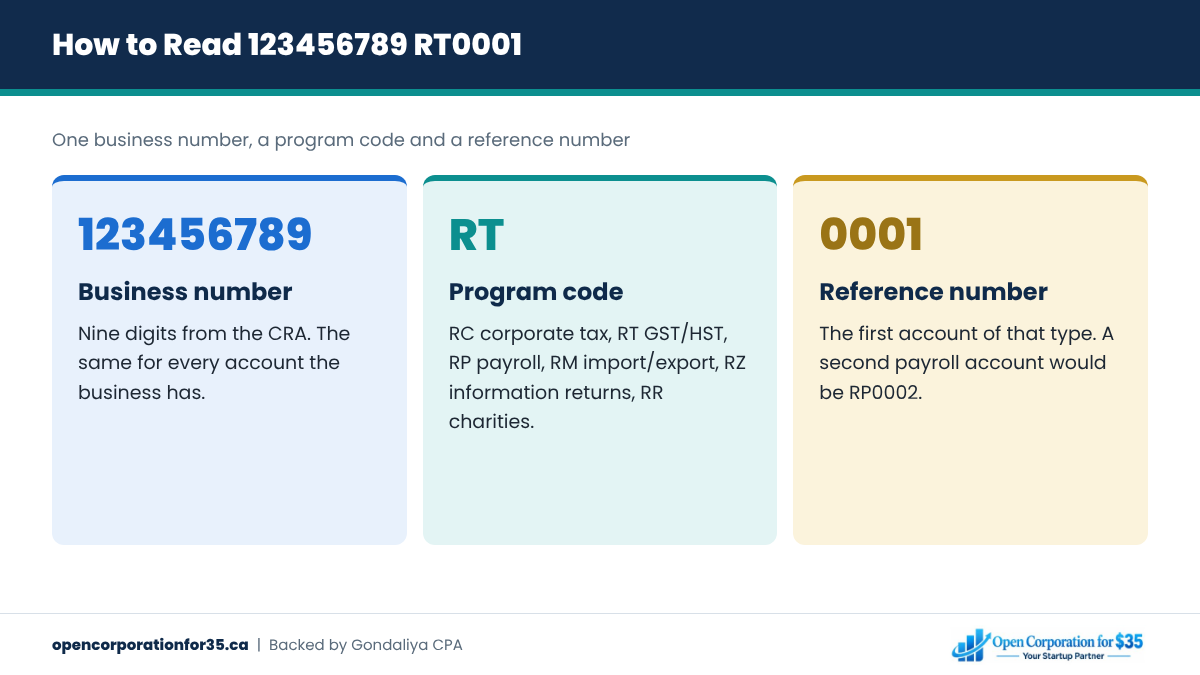 How to Read 123456789 RT0001
One business number, a program code and a reference number
123456789
Business number
Nine digits from the CRA. The
same for every account the
business has.
RT
Program code
RC corporate tax, RT GST/HST,
RP payroll, RM import/export, RZ
information returns, RR
charities.
0001
Reference number
The first account of that type. A
second payroll account would
be RP0002.
opencorporationfor35.ca | Backed by Gondaliya CPA
Open Corporation for $35
Your Startup Partner